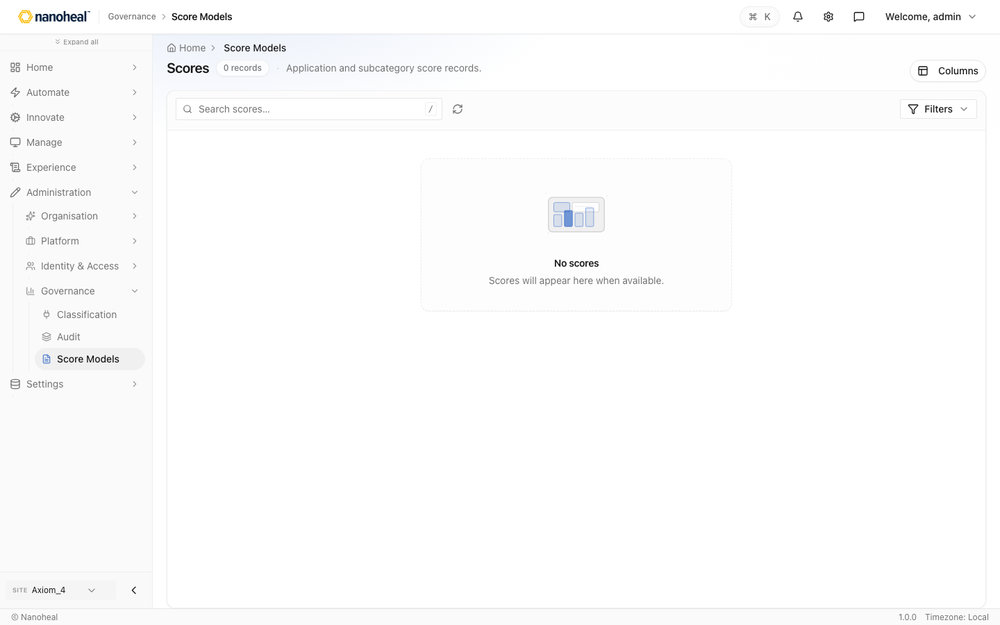 nanoheal™
Governance
Score Models
⌘ K
Welcome, admin
Expand all
Home
Automate
Innovate
Manage
Experience
Administration
Organisation
Platform
Identity & Access
Governance
Classification
Audit
Score Models
Settings
SITE Axiom_4
Home
Score Models
Scores
0 records
· Application and subcategory score records.
Columns
Search scores...
/
Filters
No scores
Scores will appear here when available.
© Nanoheal
1.0.0
Timezone: Local